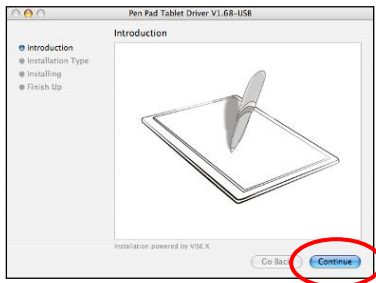 Pen Pad Tablet Driver V1.68-USB
Introduction
Introduction
Installation Type
Installing
Finish Up
Installation powered by VISE X
Go Back
Continue